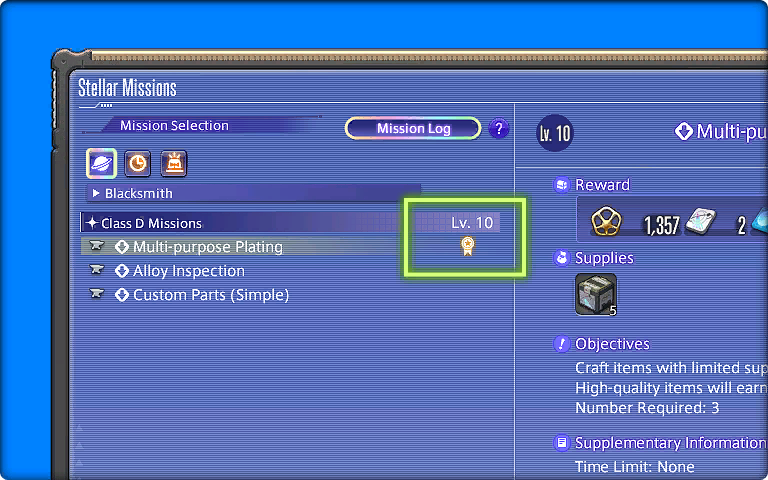 Stellar Missions
Mission Selection
Mission Log
?
Blacksmith
Class D Missions Lv. 10
Multi-purpose Plating
Alloy Inspection
Custom Parts (Simple)
Lv. 10
Multi-pu
Reward
1,357 2
Supplies
5
Objectives
Craft items with limited sup
High-quality items will earn
Number Required: 3
Supplementary Information
Time Limit: None